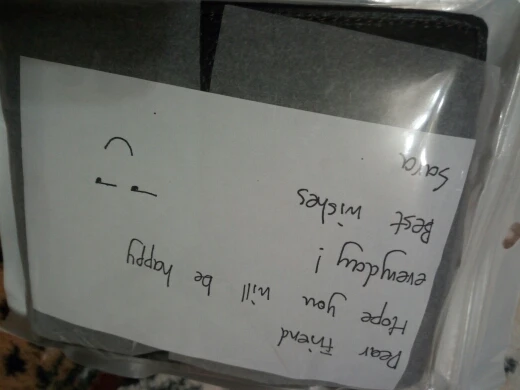 Dear Friend
Hope you will be happy
everyday!
Best wishes
Sara